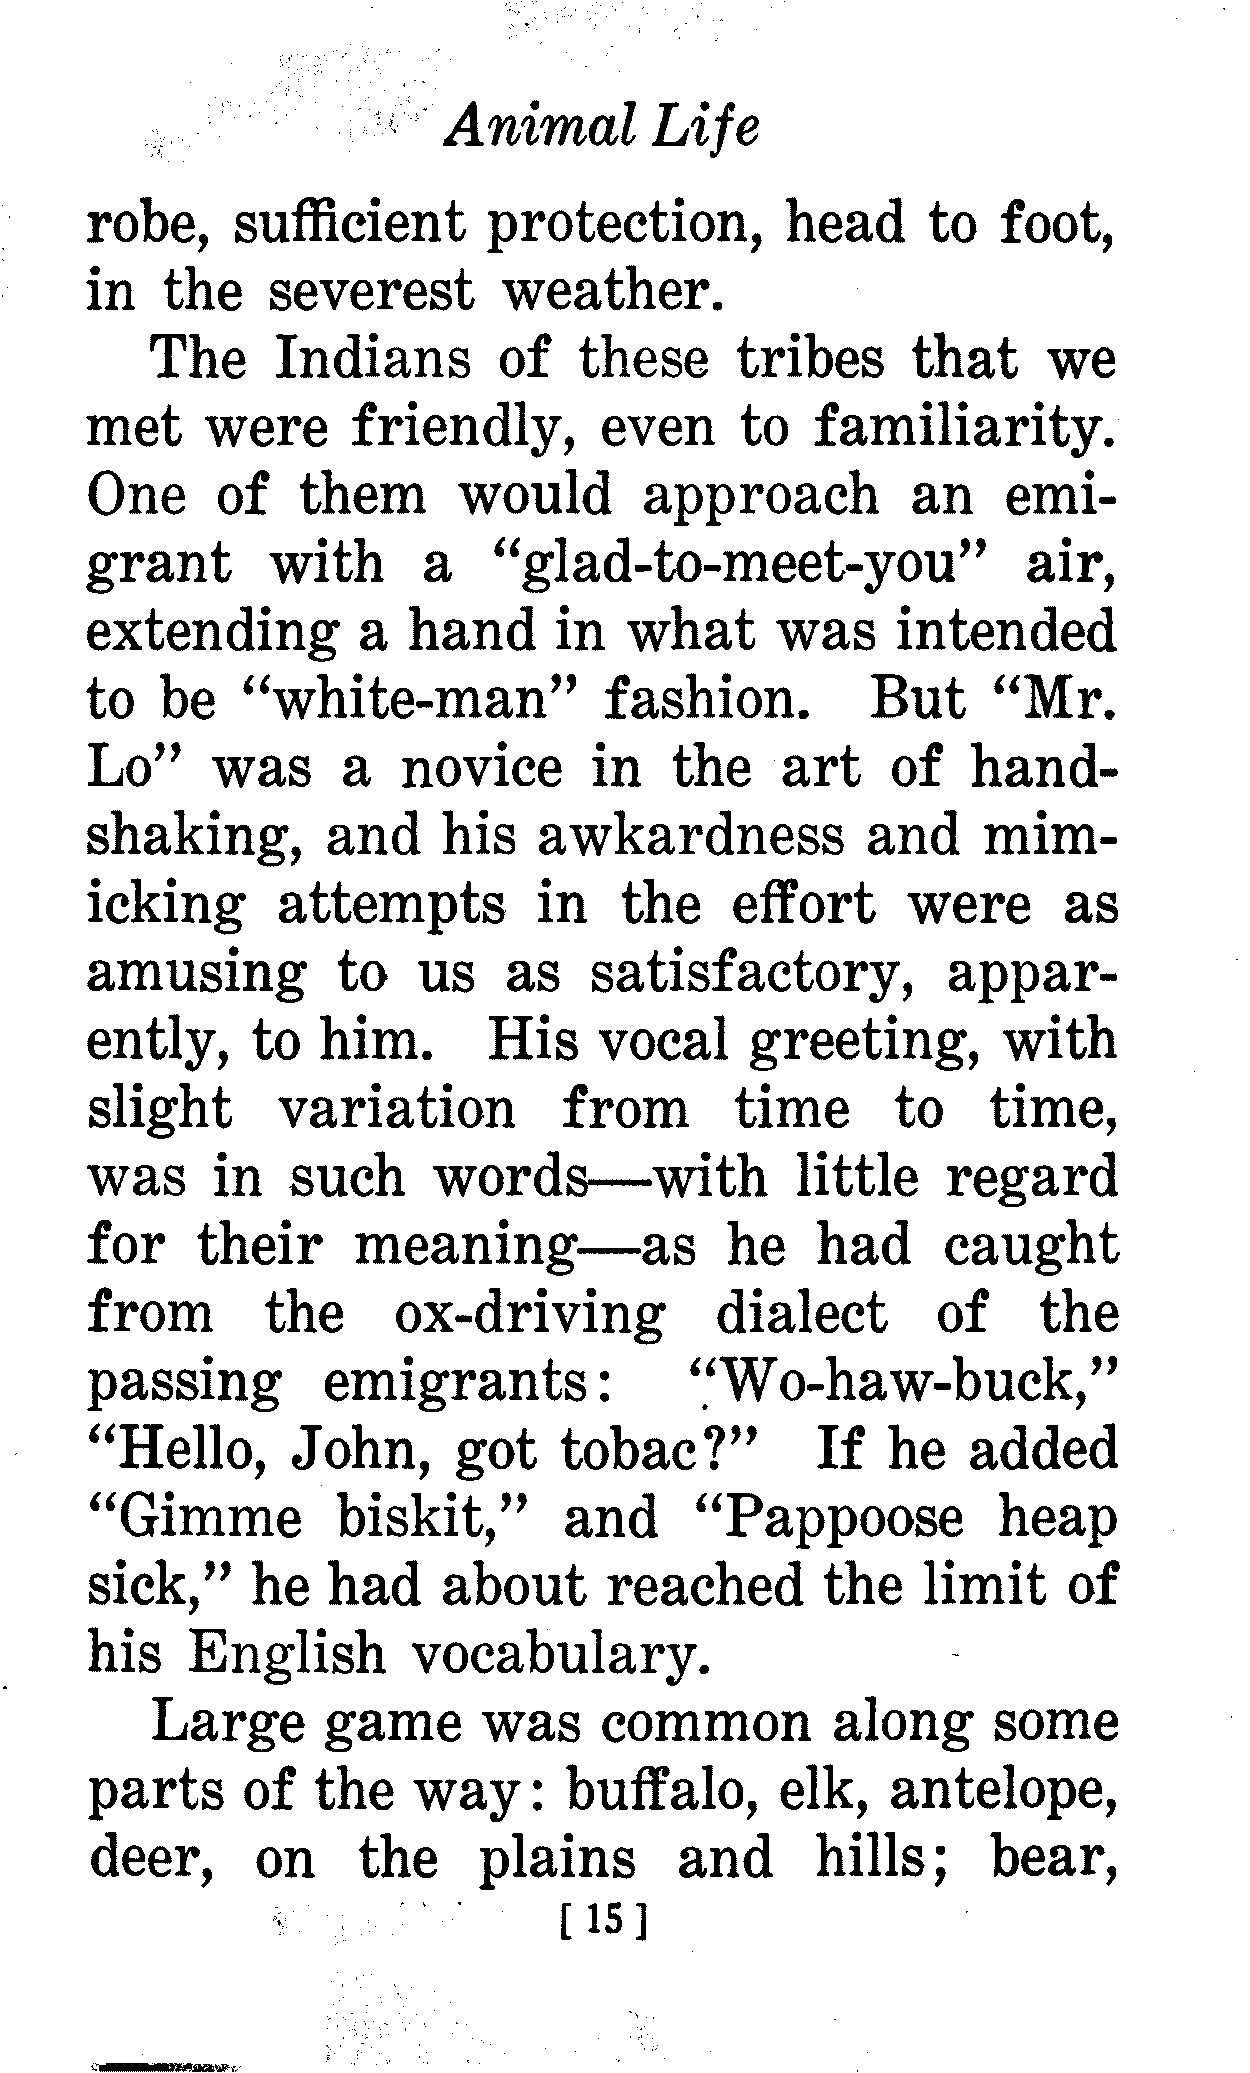 Animal Life
robe, sufficient protection, head to foot,
in the severest weather.
The Indians of these tribes that we
met were friendly, even to familiarity.
One of them would approach an emi-
grant with a “glad-to-meet-you” air,
extending a hand in what was intended
to be “white-man” fashion. But “Mr.
Lo” was a novice in the art of hand-
shaking, and his awkardness and mim-
icking attempts in the effort were as
amusing to us as satisfactory, appar-
ently, to him. His vocal greeting, with
slight variation from time to time,
was in such words—with little regard
for their meaning—as he had caught
from the ox-driving dialect of the
passing emigrants: “Wo-haw-buck,”
“Hello, John, got tobac?” If he added
“Gimme biskit,” and “Pappoose heap
sick,” he had about reached the limit of
his English vocabulary.
Large game was common along some
parts of the way: buffalo, elk, antelope,
deer, on the plains and hills; bear,
[ 15 ]